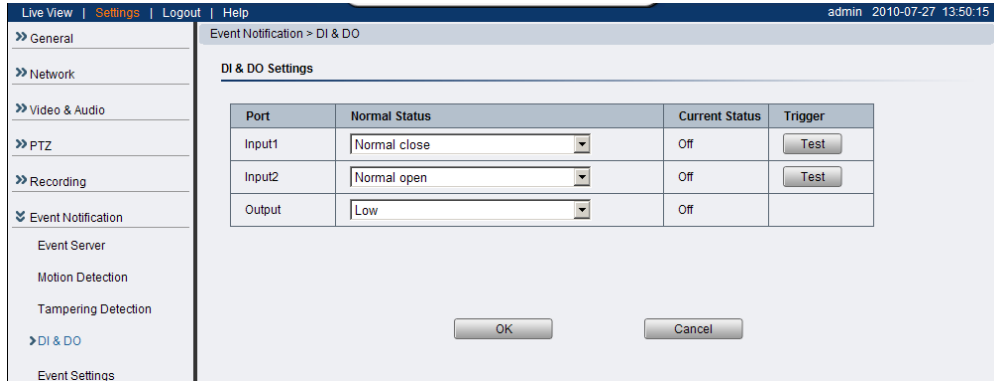 Live View | Settings | Logout | Help admin 2010-07-27 13:50:15
General
Network
Video & Audio
PTZ
Recording
Event Notification
Event Server
Motion Detection
Tampering Detection
DI & DO
Event Settings
Event Notification > DI & DO
DI & DO Settings
Port Normal Status Current Status Trigger
Input1 Normal close Off Test
Input2 Normal open Off Test
Output Low Off
OK Cancel